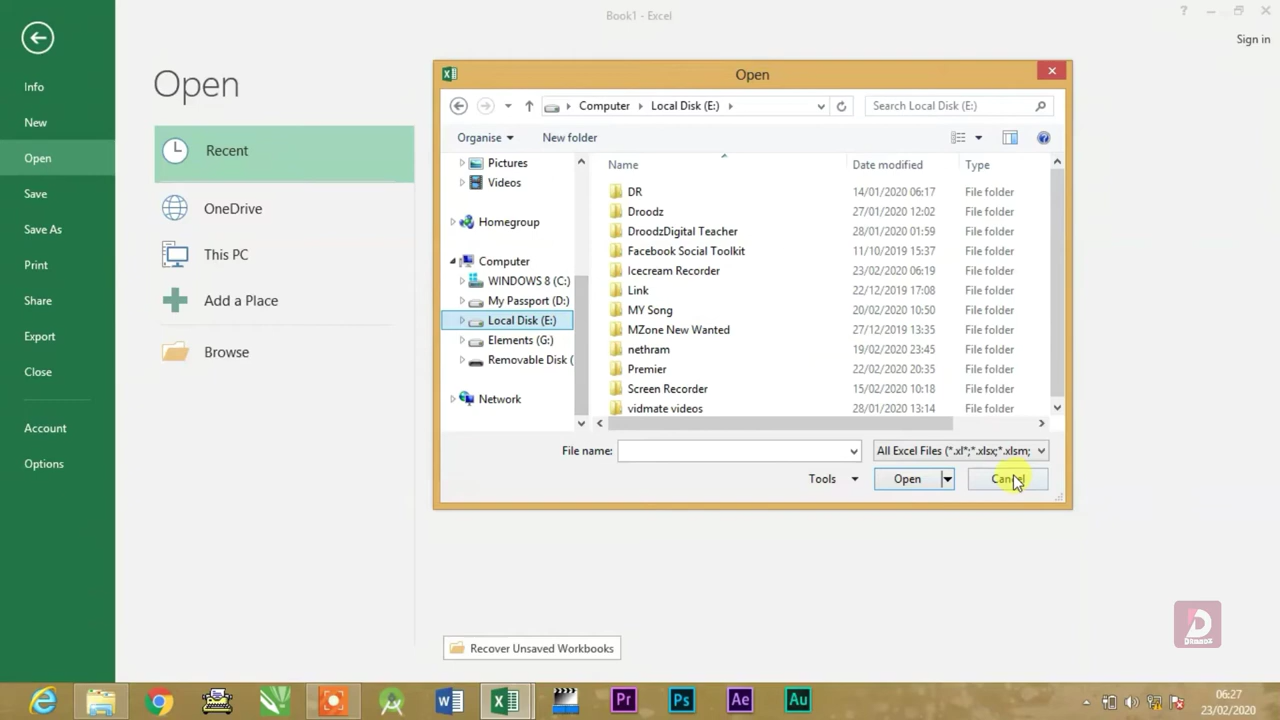 Book1 - Excel
Sign in
Info
New
Open
Save
Save As
Print
Share
Export
Close
Account
Options
Open
Recent
OneDrive
This PC
Add a Place
Browse
Open
Computer
Local Disk (E:)
Search Local Disk (E:)
Organise
New folder
Pictures
Videos
Homegroup
Computer
WINDOWS 8 (C:)
My Passport (D:)
Local Disk (E:)
Elements (G:)
Removable Disk (
Network
Name Date modified Type
DR 14/01/2020 06:17 File folder
Droodz 27/01/2020 12:02 File folder
DroodzDigital Teacher 28/01/2020 01:59 File folder
Facebook Social Toolkit 11/10/2019 15:37 File folder
Icecream Recorder 23/02/2020 06:19 File folder
Link 22/12/2019 17:08 File folder
MY Song 20/02/2020 10:50 File folder
MZone New Wanted 27/12/2019 13:35 File folder
nethram 19/02/2020 23:45 File folder
Premier 22/02/2020 20:35 File folder
Screen Recorder 15/02/2020 10:18 File folder
vidmate videos 28/01/2020 13:14 File folder
File name:
All Excel Files (*.xl*;*.xlsx;*.xlsm;
Tools
Open
Recover Unsaved Workbooks
D
DROODZ
Pr
Ps
Ae
Au
06:27
23/02/2020